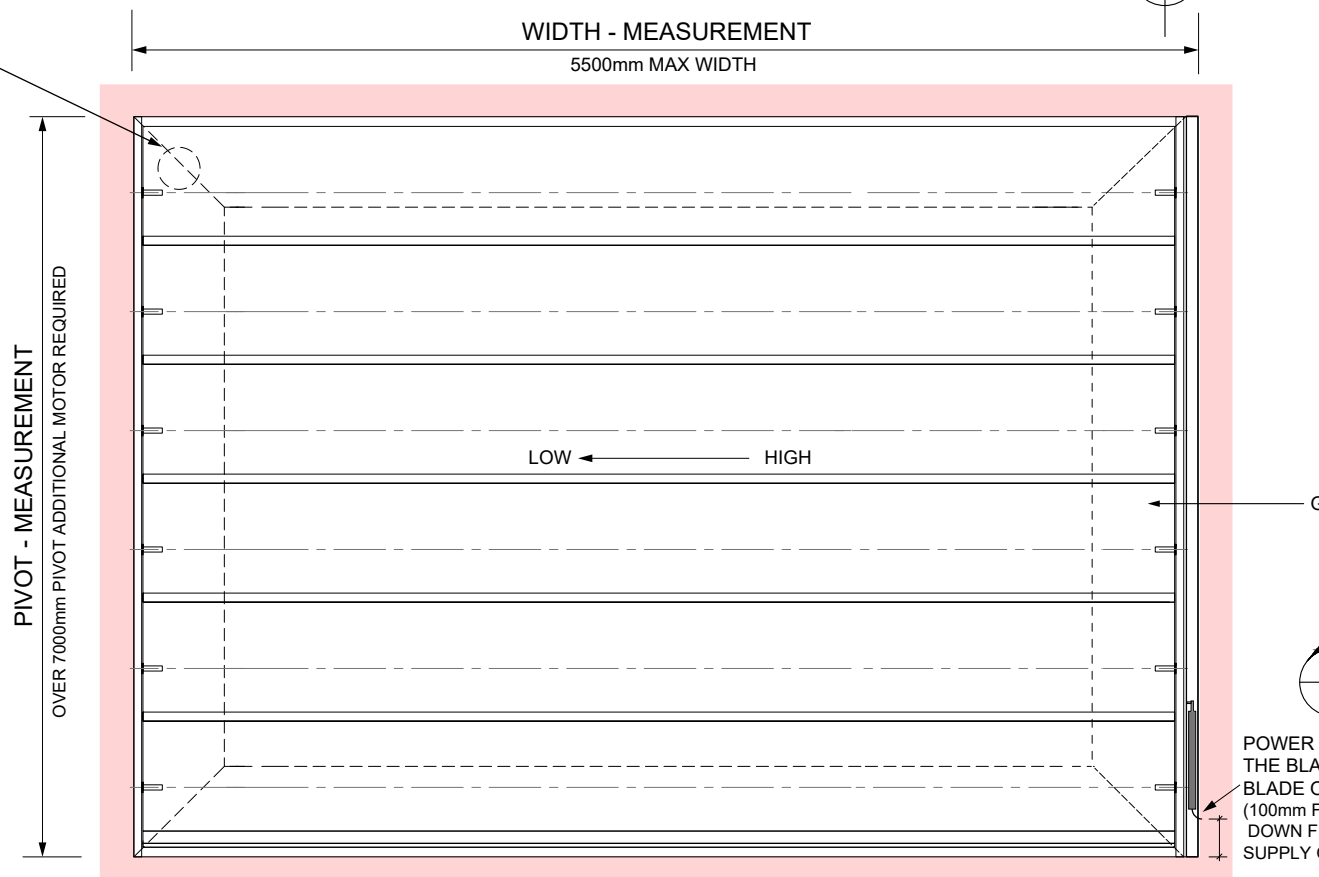 WIDTH - MEASUREMENT
5500mm MAX WIDTH
PIVOT - MEASUREMENT
OVER 7000mm PIVOT ADDITIONAL MOTOR REQUIRED
LOW
HIGH
POWER
THE
BLADE
(100mm
DOWN
SUPPLY